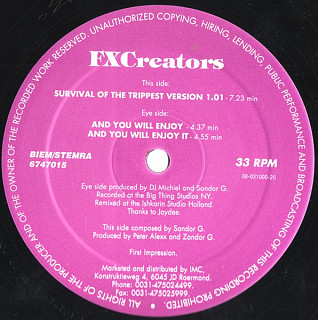 ALL RIGHTS OF THE PRODUCER AND OF THE OWNER OF THE RECORDED WORK RESERVED. UNAUTHORIZED COPYING, HIRING, LENDING, PUBLIC PERFORMANCE AND BROADCASTING OF THIS RECORDING PROHIBITED.
FXCreators
This side:
SURVIVAL OF THE TRIPPEST VERSION 1.01 - 7.23 min
Eye side:
AND YOU WILL ENJOY - 4.37 min
AND YOU WILL ENJOY IT - 4.55 min
BIEM/STEMRA
6747015
33 RPM
08-031000-20
Eye side produced by DJ Michiel and Sandor G.
Recorded at the Big Thing Studios NY.
Remixed at the Ishkorin Studio Holland.
Thanks to Jaydee.
This side composed by Sandor G.
Produced by Peter Alexx and Zandor G.
First impression.
Marketed and distributed by IMC,
Konstruktieweg 4, 6045 JD Roermond.
Phone: 0031-475024499.
Fax: 0031-475025999.